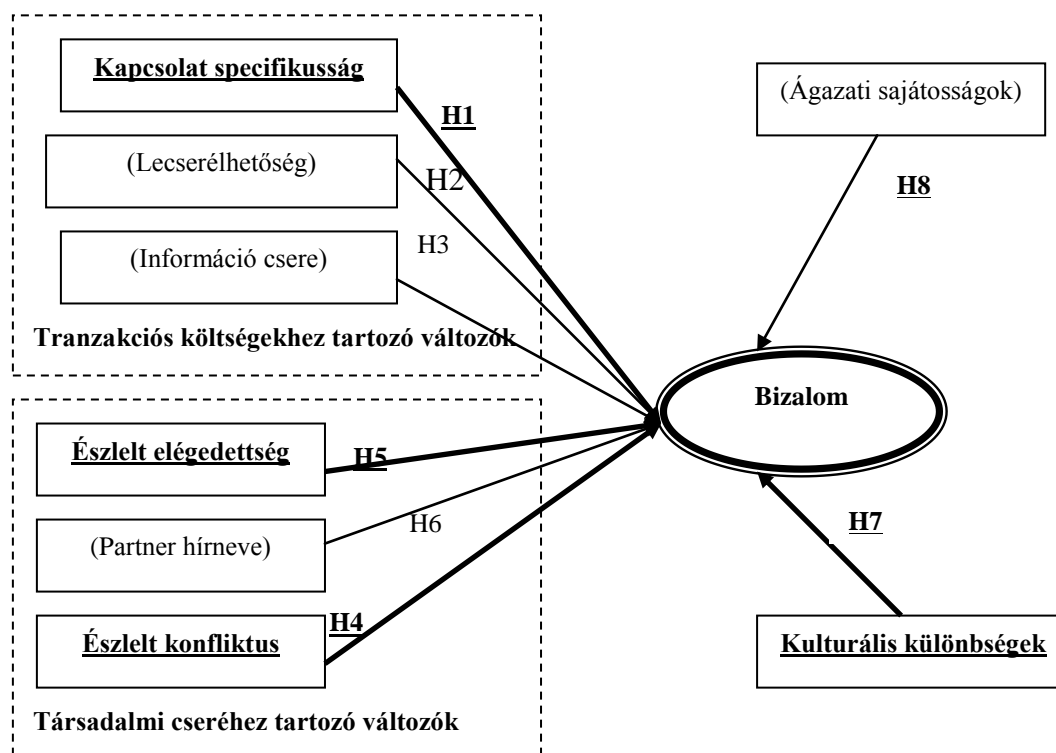 Kapcsolat specifikusság
(Ágazati sajátosságok)
H1
(Lecserélhetőség)
H2
H8
H3
(Információ csere)
Tranzakciós költségekhez tartozó változók
Bizalom
Észlelt elégedettség
H5
(Partner hírneve)
H6
H7
Észlelt konfliktus
H4
Kulturális különbségek
Társadalmi cseréhez tartozó változók